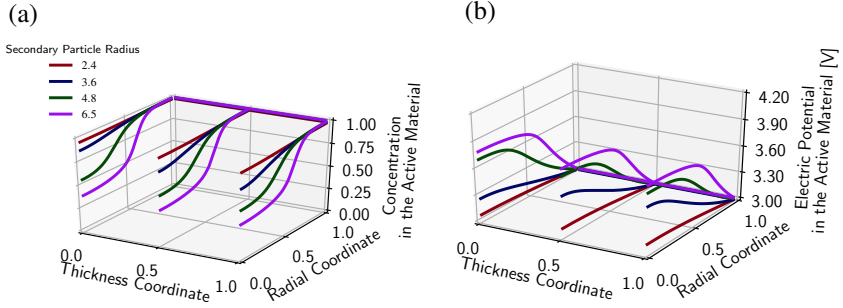 (a)
Secondary Particle Radius
2.4
3.6
4.8
6.5
1.00
0.75
0.50
0.25
0.00
Concentration
in the Active Material
0.0
0.5
1.0
Thickness Coordinate
0.0
0.5
1.0
Radial Coordinate
(b)
4.20
3.90
3.60
3.30
3.00
Electric Potential
in the Active Material [V]
0.0
0.5
1.0
Thickness Coordinate
0.0
0.5
1.0
Radial Coordinate